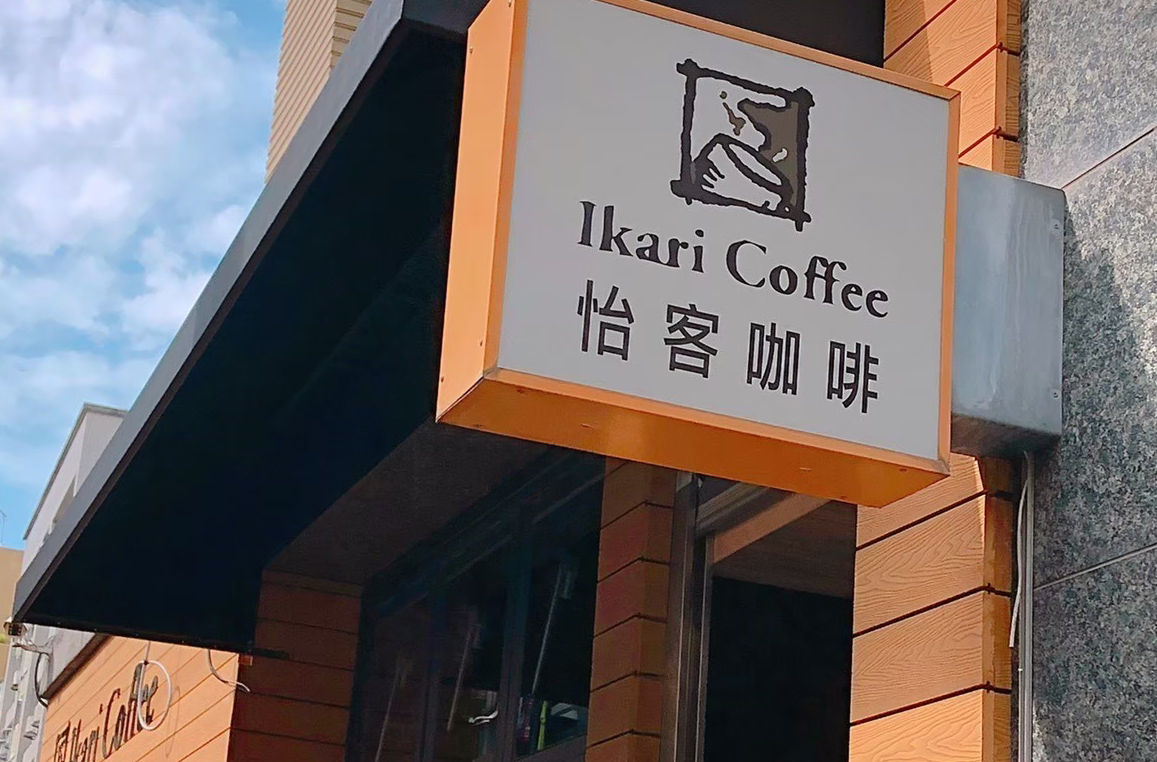 Ikari Coffee
怡客咖啡
Ikari Coffee